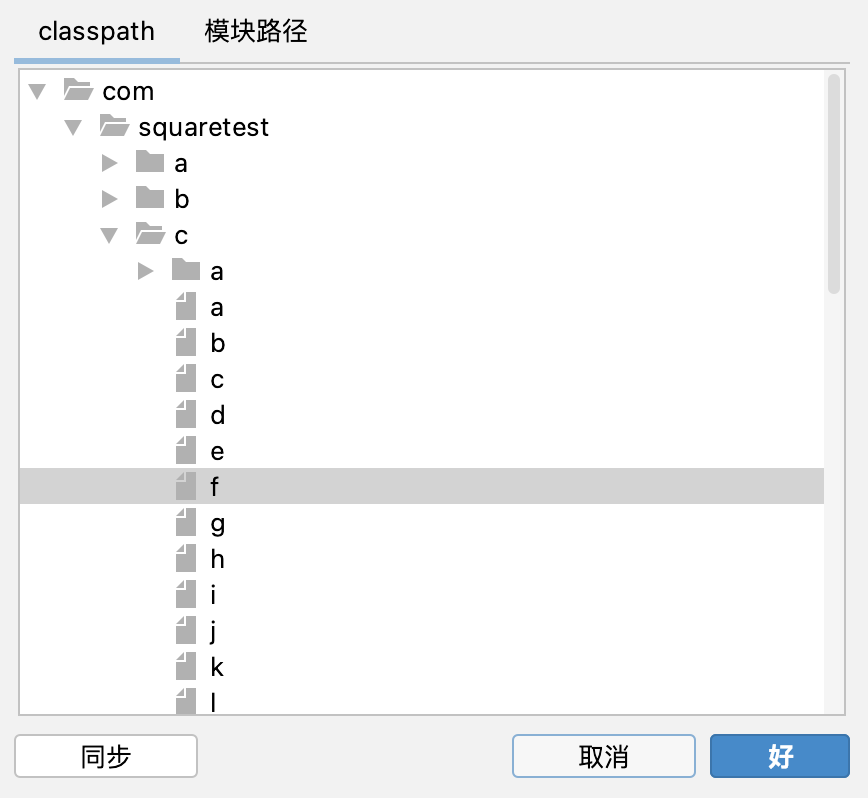 classpath 模块路径
com
squaretest
a
b
c
a
a
b
c
d
e
f
g
h
i
j
k
l
同步 取消 好